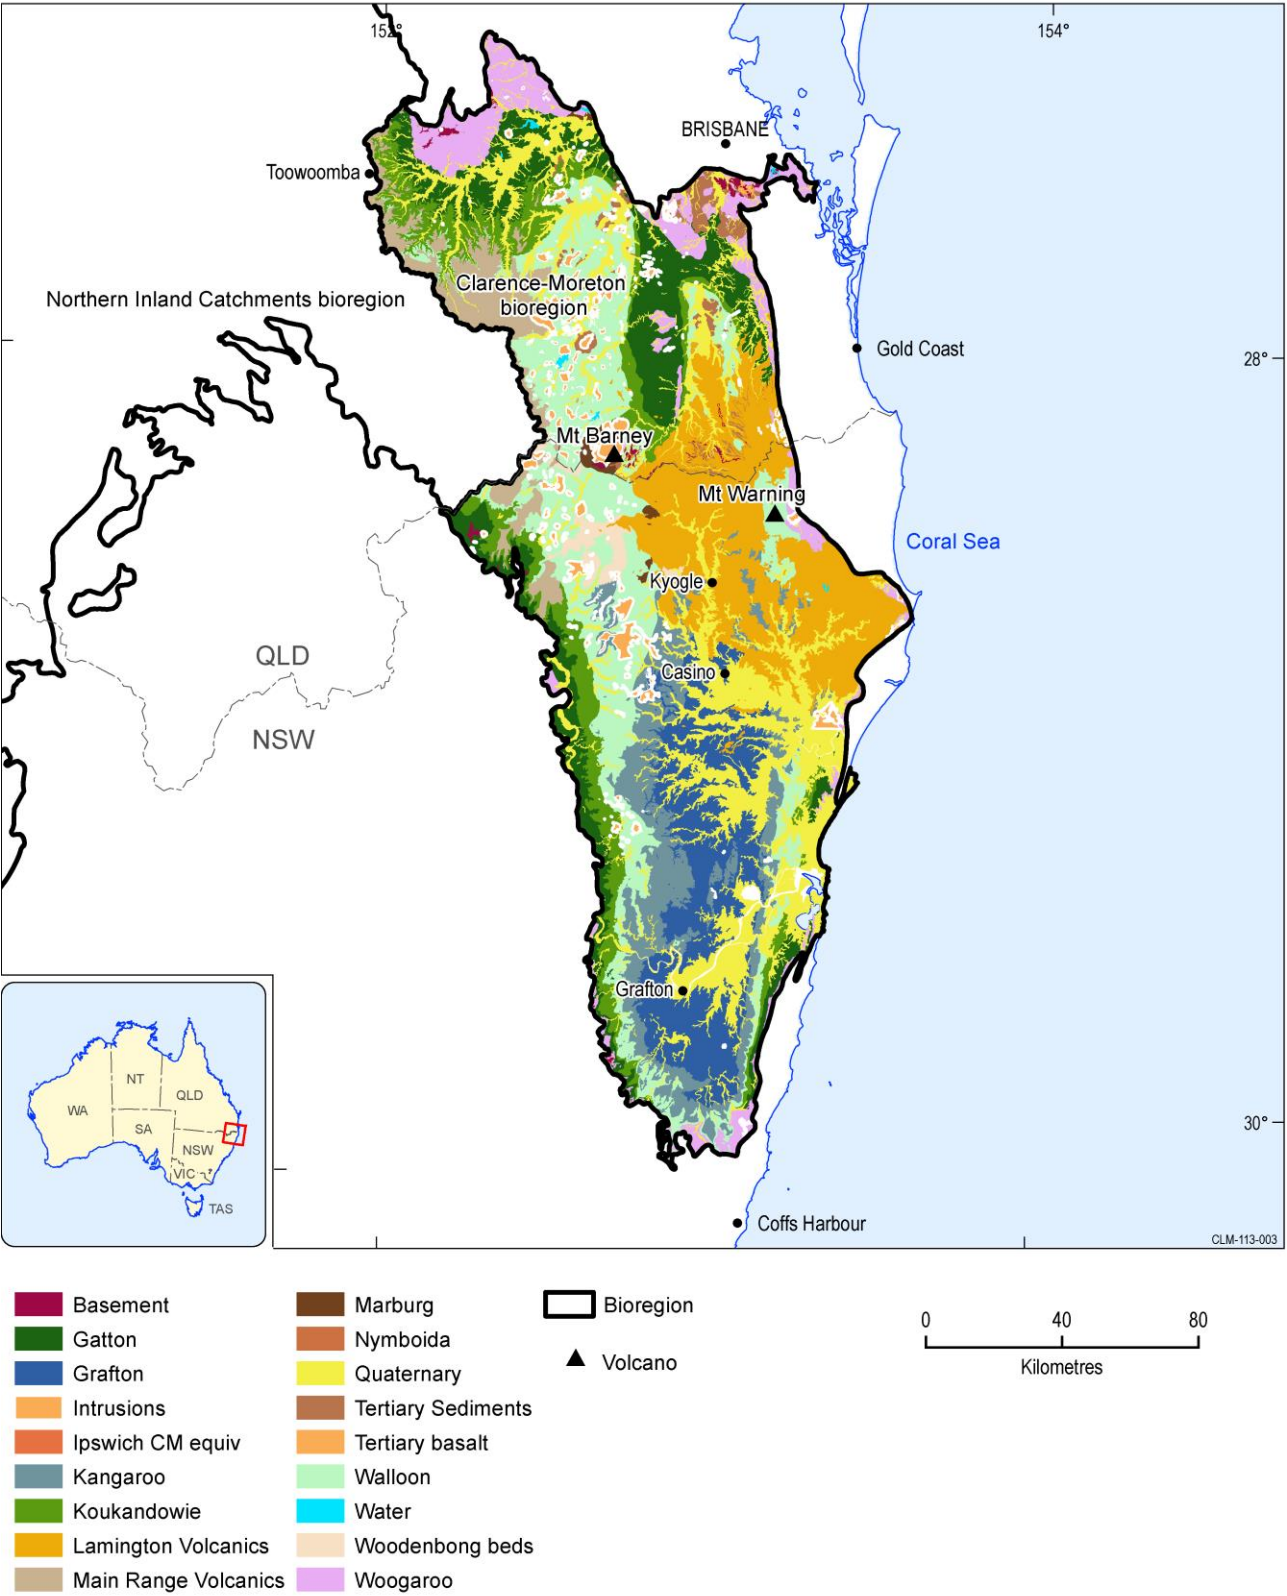 152°
154°
BRISBANE
Toowoomba
Clarence-Moreton
bioregion
Northern Inland Catchments bioregion
Gold Coast
28°
Mt Barney
Mt Warning
Coral Sea
Kyogle
QLD
Casino
NSW
Grafton
NT
QLD
WA
SA
NSW
VIC
TAS
30°
Coffs Harbour
CLM-113-003
Basement
Gatton
Grafton
Intrusions
Ipswich CM equiv
Kangaroo
Koukandowie
Lamington Volcanics
Main Range Volcanics
Marburg
Nymboida
Quaternary
Tertiary Sediments
Tertiary basalt
Walloon
Water
Woodenbong beds
Woogaroo
Bioregion
Volcano
0 40 80
Kilometres